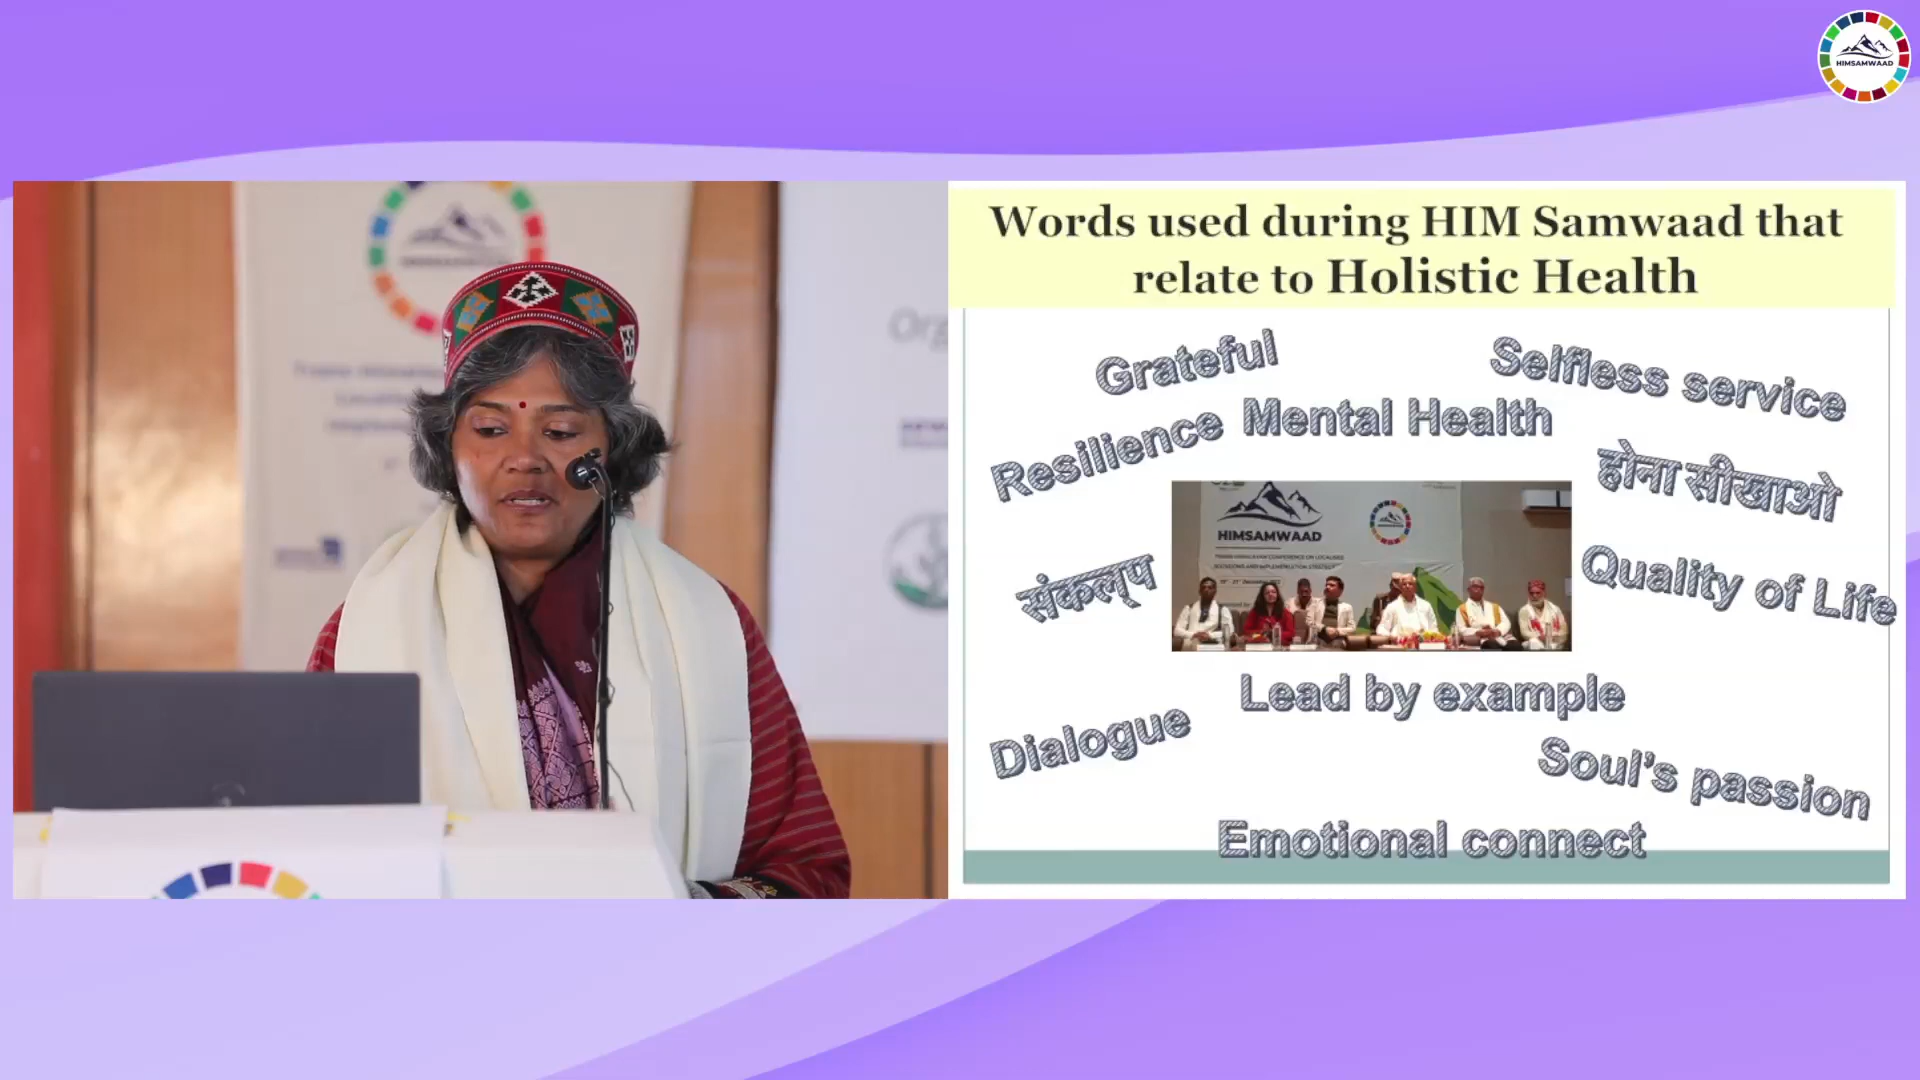 HIMSAMWAAD
Words used during HIM Samwaad that
relate to Holistic Health
Grateful
Selfless service
Resilience
Mental Health
होना सीखाओ
HIMSAMWAAD
संकल्प
Quality of Life
Lead by example
Dialogue
Soul's passion
Emotional connect